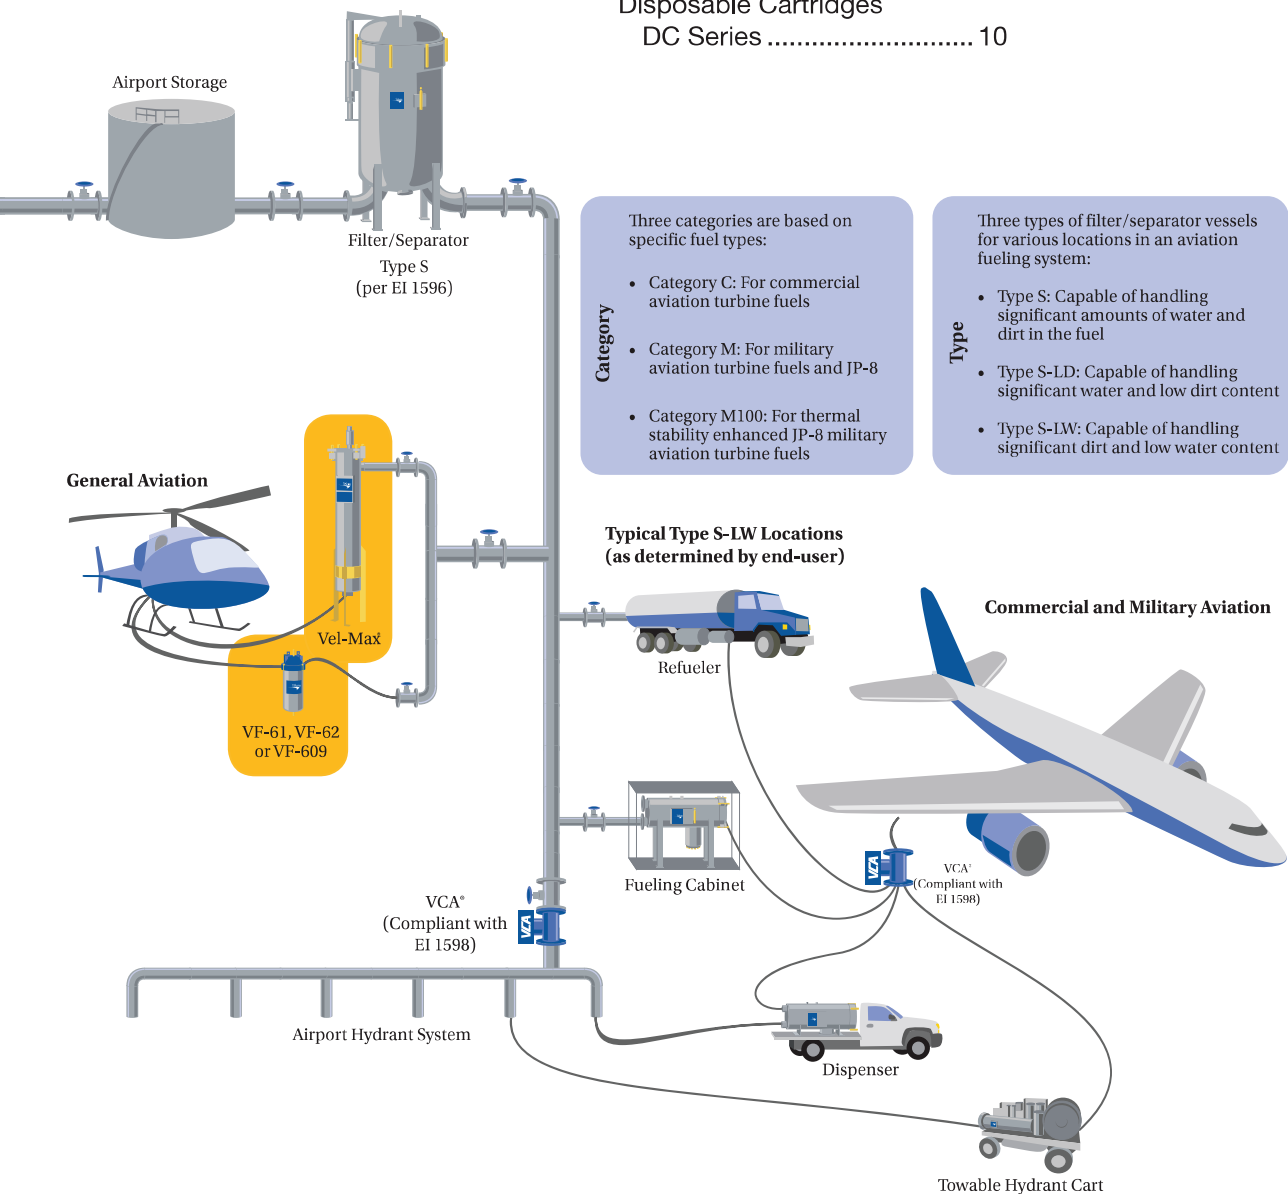 Disposable Cartridges
DC Series ............................ 10
Airport Storage
Filter/Separator
Type S
(per EI 1596)
Category
Three categories are based on
specific fuel types:
• Category C: For commercial
aviation turbine fuels
• Category M: For military
aviation turbine fuels and JP-8
• Category M100: For thermal
stability enhanced JP-8 military
aviation turbine fuels
Type
Three types of filter/separator vessels
for various locations in an aviation
fueling system:
• Type S: Capable of handling
significant amounts of water and
dirt in the fuel
• Type S-LD: Capable of handling
significant water and low dirt content
• Type S-LW: Capable of handling
significant dirt and low water content
General Aviation
Vel-Max
VF-61, VF-62
or VF-609
Typical Type S-LW Locations
(as determined by end-user)
Refueler
Commercial and Military Aviation
Fueling Cabinet
VCA
VCA
(Compliant with
EI 1598)
VCA®
(Compliant with
EI 1598)
VCA
Airport Hydrant System
Dispenser
Towable Hydrant Cart